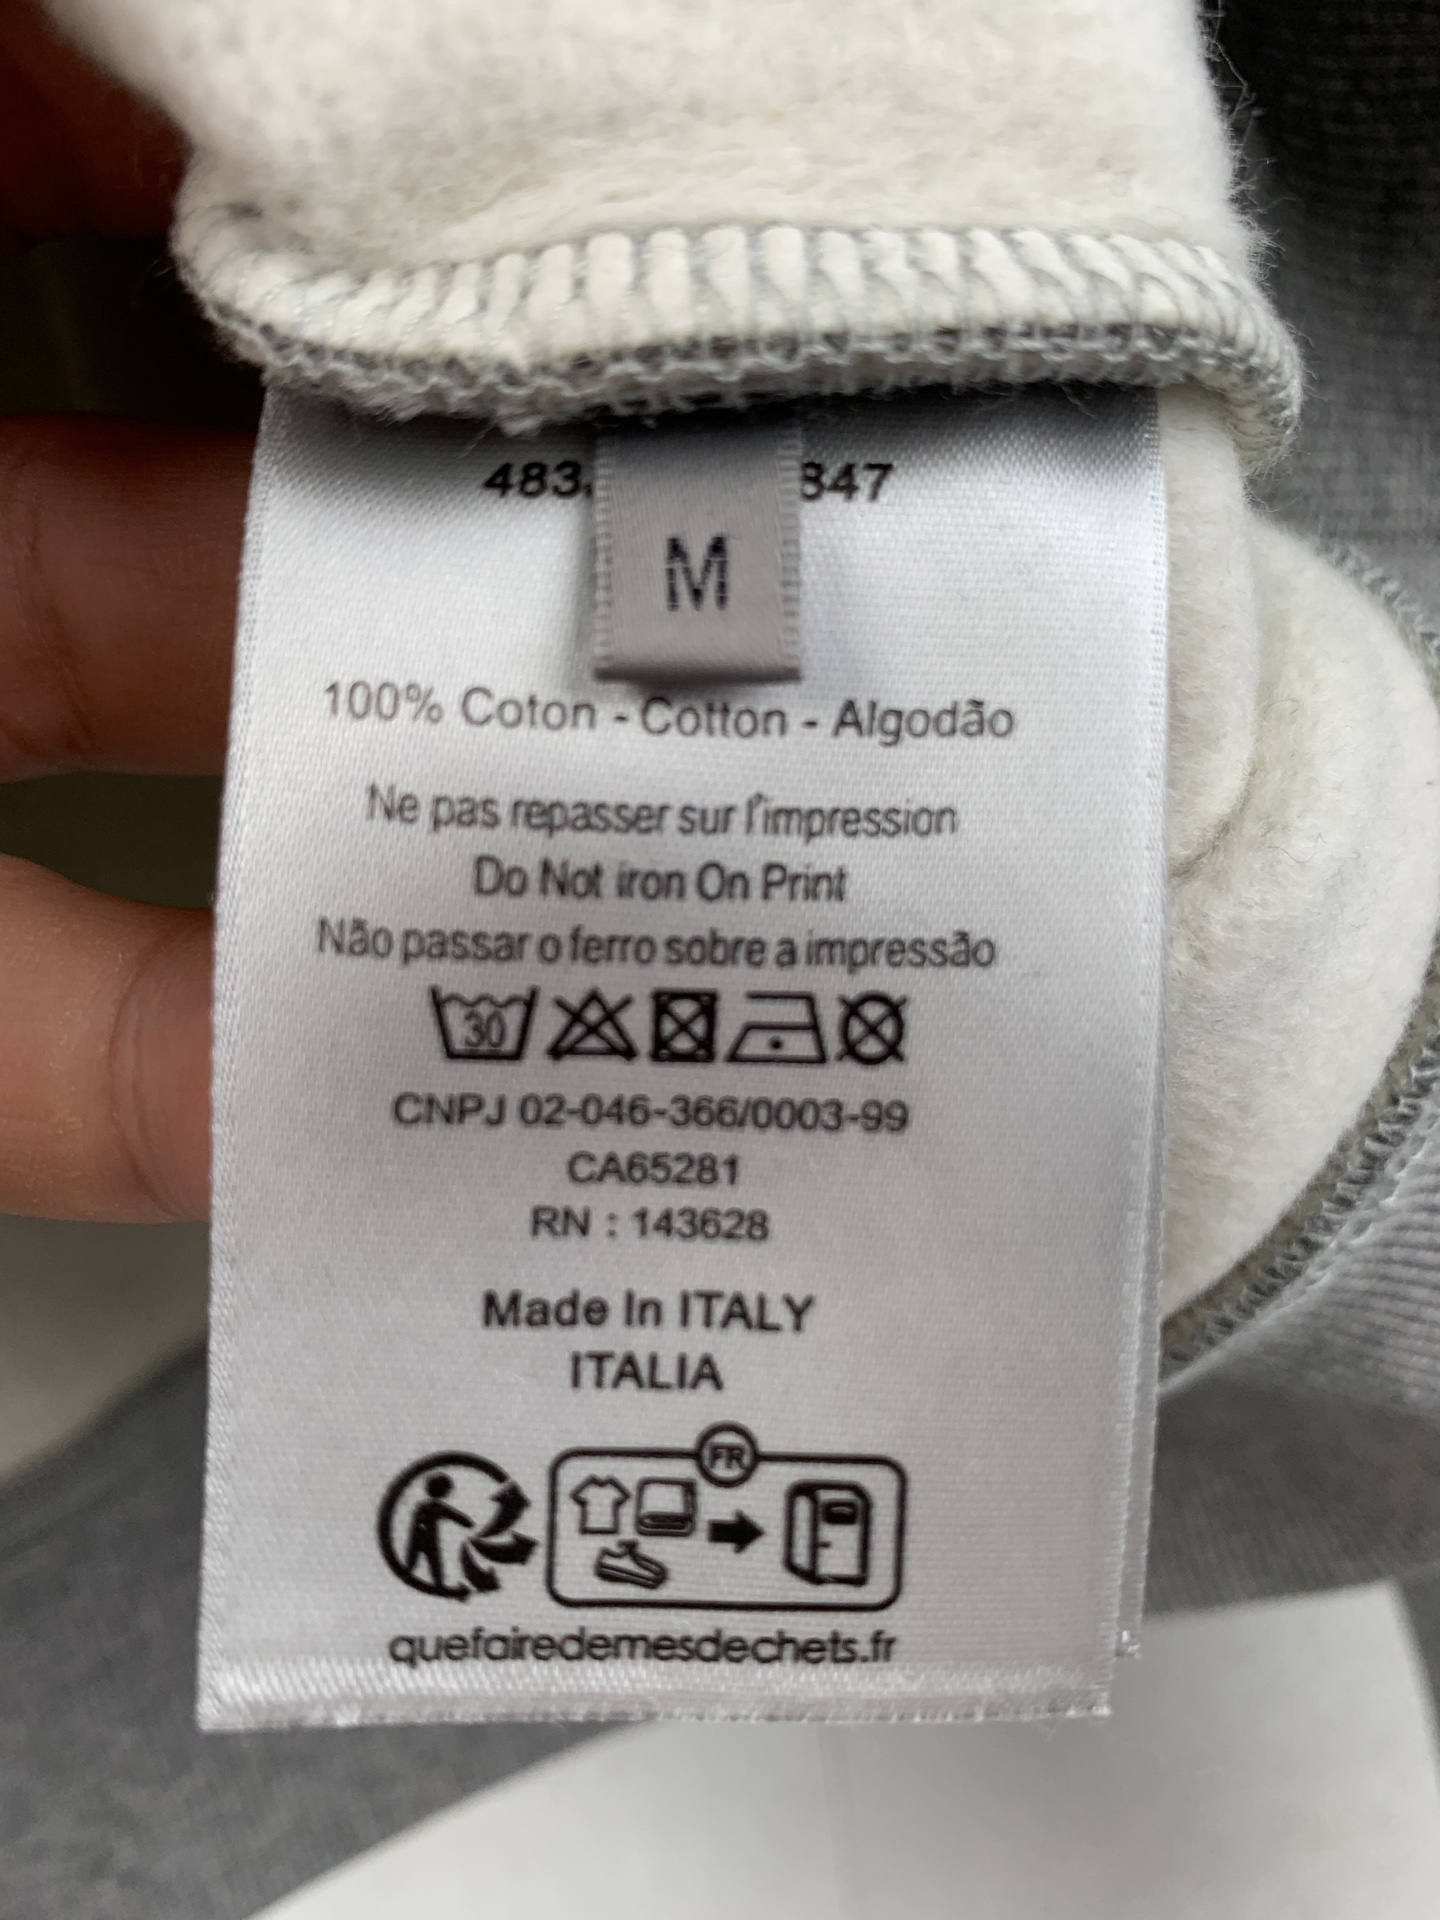 483. 847
M
100% Coton - Cotton - Algodão
Ne pas repasser sur l'impression
Do Not iron On Print
Não passar o ferro sobre a impressão
30
CNPJ 02-046-366/0003-99
CA65281
RN : 143628
Made In ITALY
ITALIA
FR
quefairedemesdechets.fr